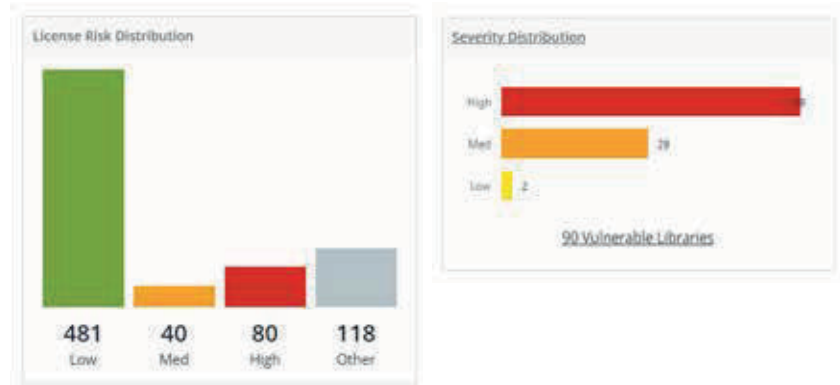 License Risk Distribution
481 40 80 118
Low Med High Other
Severity Distribution
High
Med
Low 2
90 Vulnerable Libraries